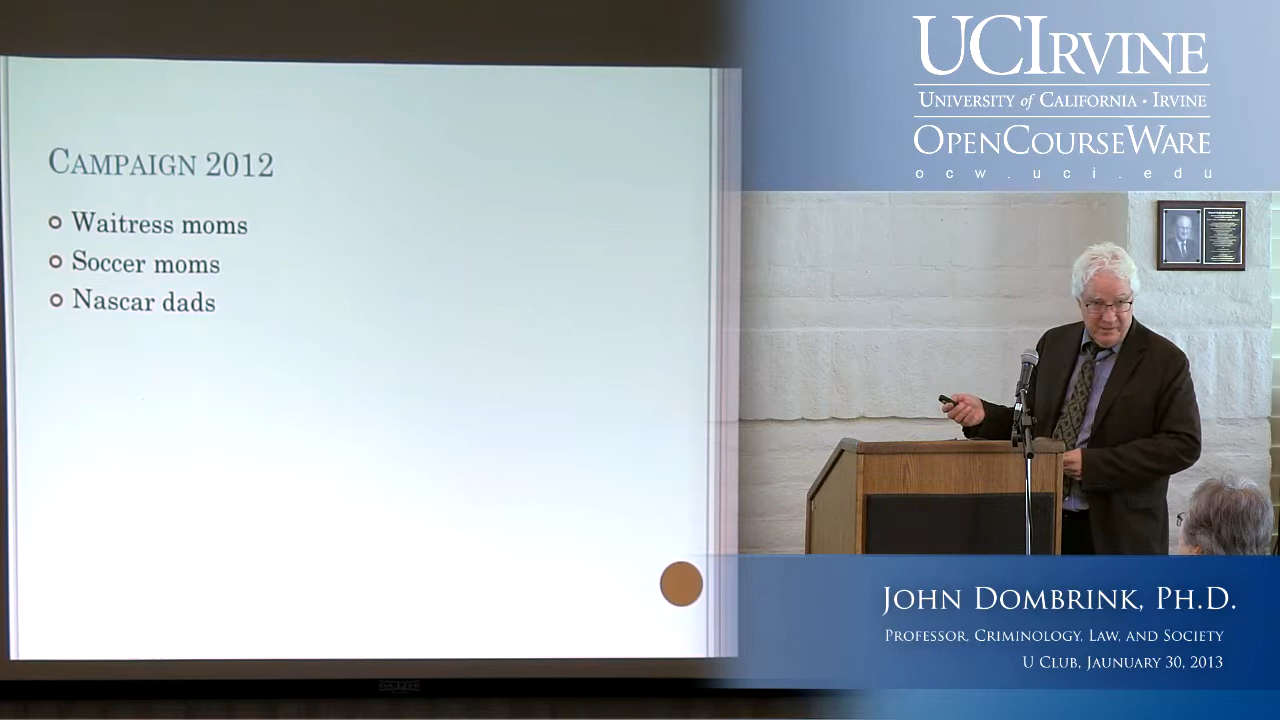 CAMPAIGN 2012
Waitress moms
Soccer moms
Nascar dads
UCIRVINE
UNIVERSITY of CALIFORNIA • IRVINE
OPENCOURSEWARE
ocw.uci.edu
JOHN DOMBRINK, PH.D.
PROFESSOR, CRIMINOLOGY, LAW, AND SOCIETY
U CLUB, JAUNUARY 30, 2013